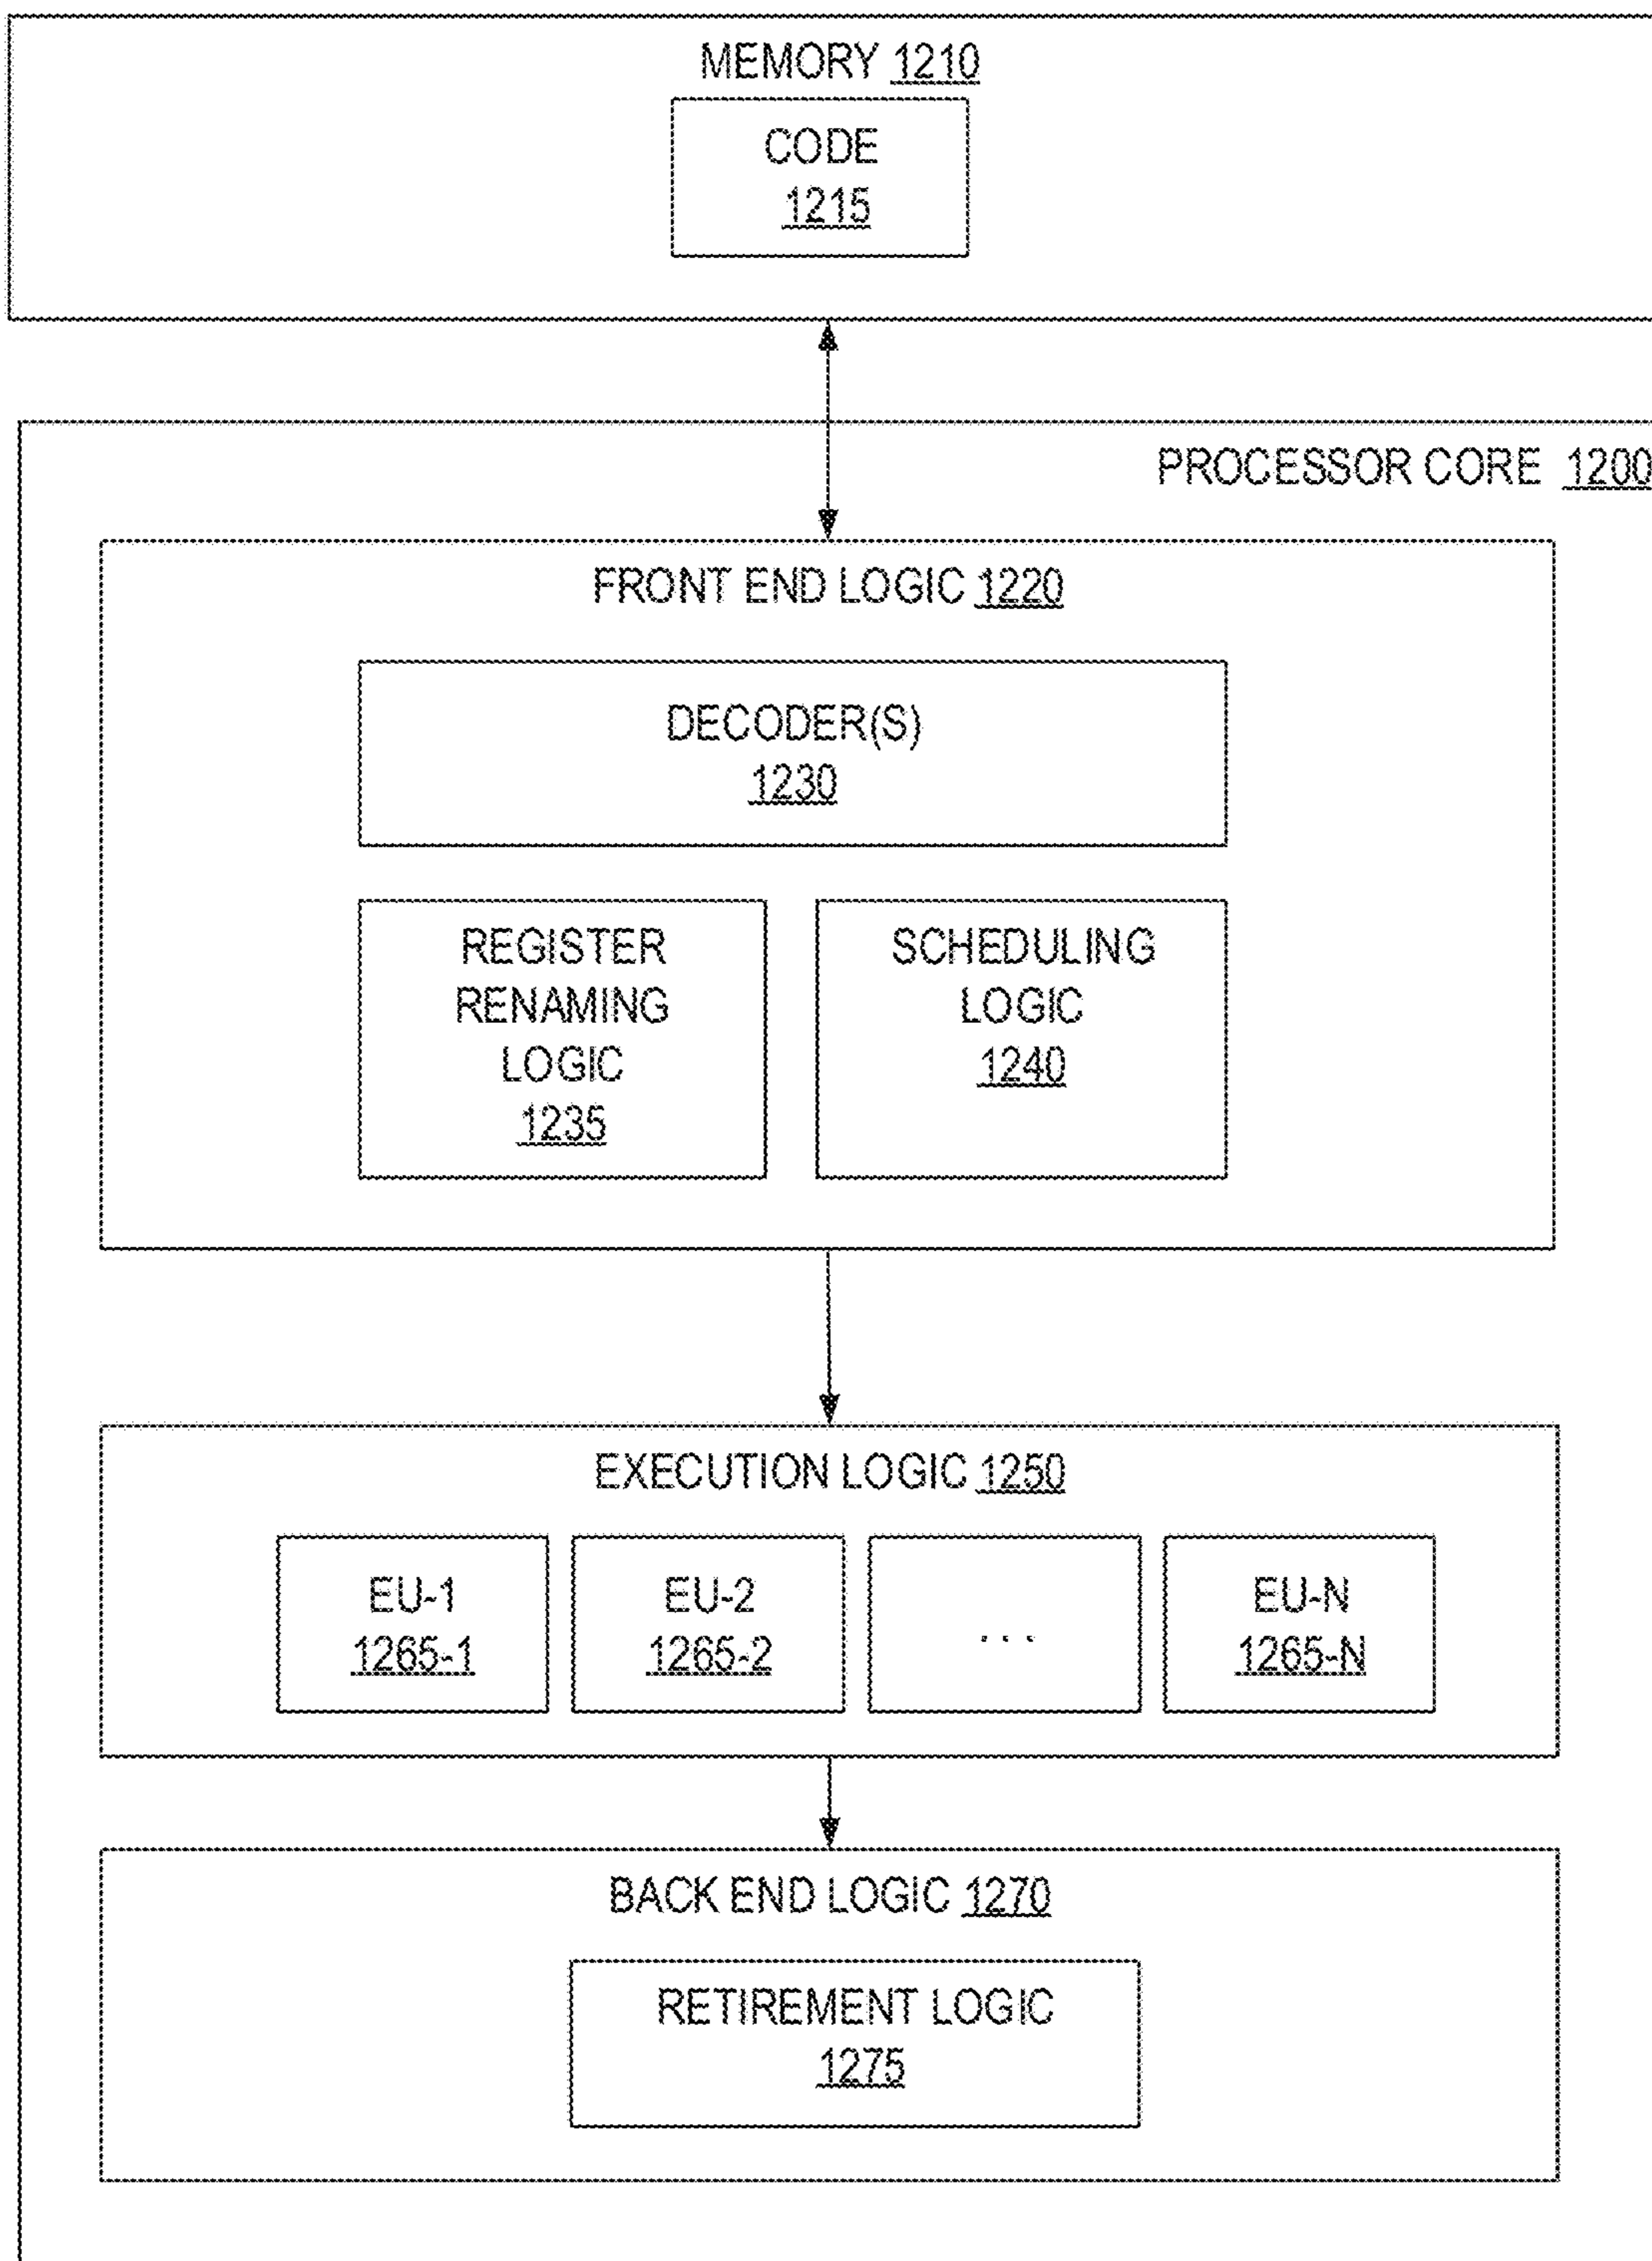 MEMORY 1210
CODE
1215
PROCESSOR CORE 1200
FRONT END LOGIC 1220
DECODER(S)
1230
REGISTER
RENAMING
LOGIC
1235
SCHEDULING
LOGIC
1240
EXECUTION LOGIC 1250
EU-1
1265-1
EU-2
1265-2
. . .
EU-N
1265-N
BACK END LOGIC 1270
RETIREMENT LOGIC
1275